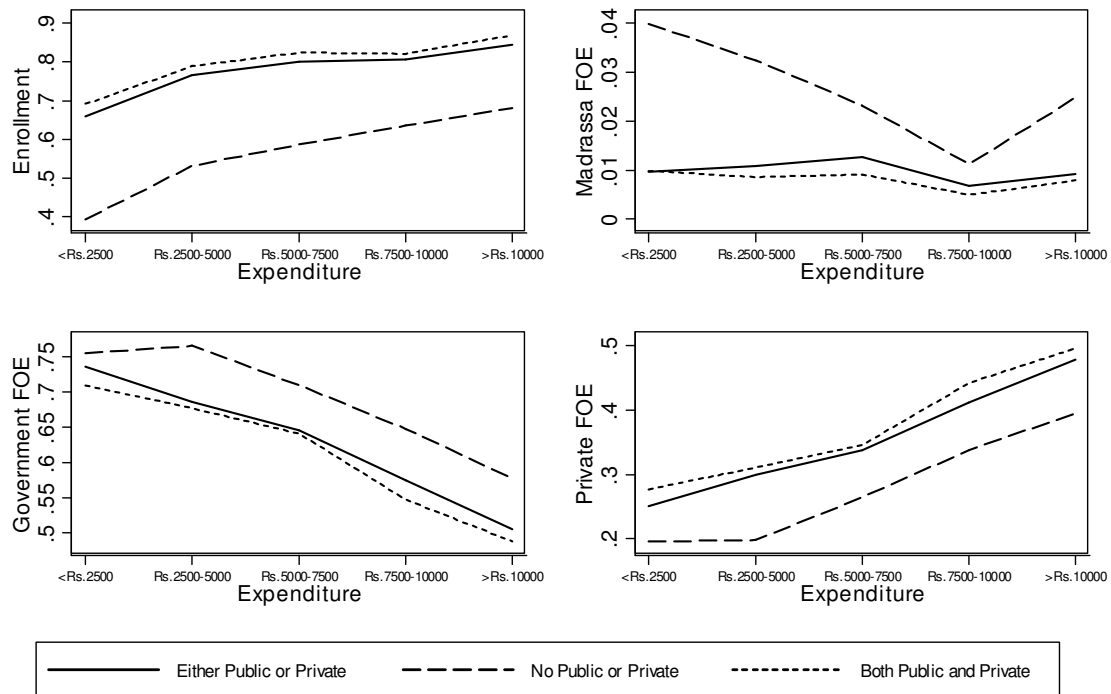 Enrollment
.4 .5 .6 .7 .8 .9
<Rs.2500 Rs.2500-5000 Rs.5000-7500 Rs.7500-10000 >Rs.10000
Expenditure
Madrassa FOE
0 .01 .02 .03 .04
<Rs.2500 Rs.2500-5000 Rs.5000-7500 Rs.7500-10000 >Rs.10000
Expenditure
Government FOE
.5 .55 .6 .65 .7 .75
<Rs.2500 Rs.2500-5000 Rs.5000-7500 Rs.7500-10000 >Rs.10000
Expenditure
Private FOE
.2 .3 .4 .5
<Rs.2500 Rs.2500-5000 Rs.5000-7500 Rs.7500-10000 >Rs.10000
Expenditure
Either Public or Private No Public or Private Both Public and Private